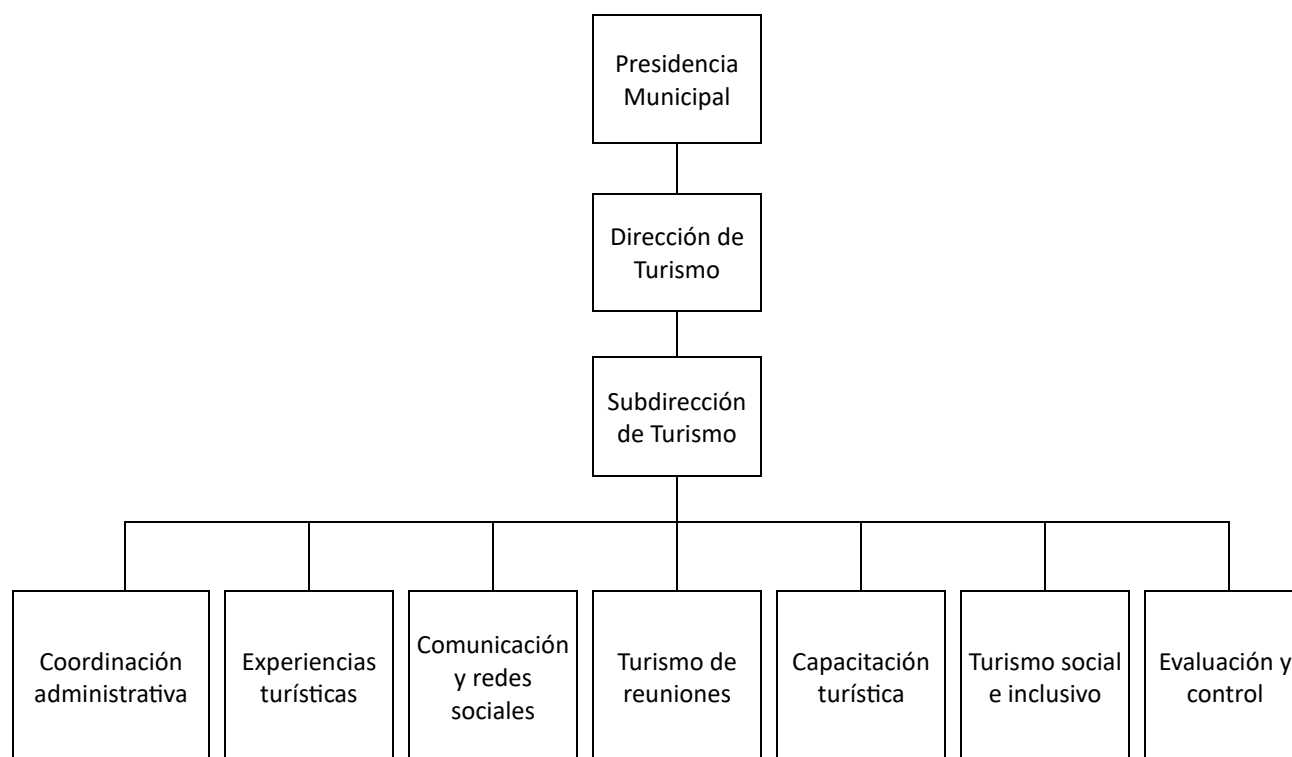 Presidencia
Municipal
Dirección de
Turismo
Subdirección
de Turismo
Coordinación
administrativa
Experiencias
turísticas
Comunicación
y redes
sociales
Turismo de
reuniones
Capacitación
turística
Turismo social
e inclusivo
Evaluación y
control